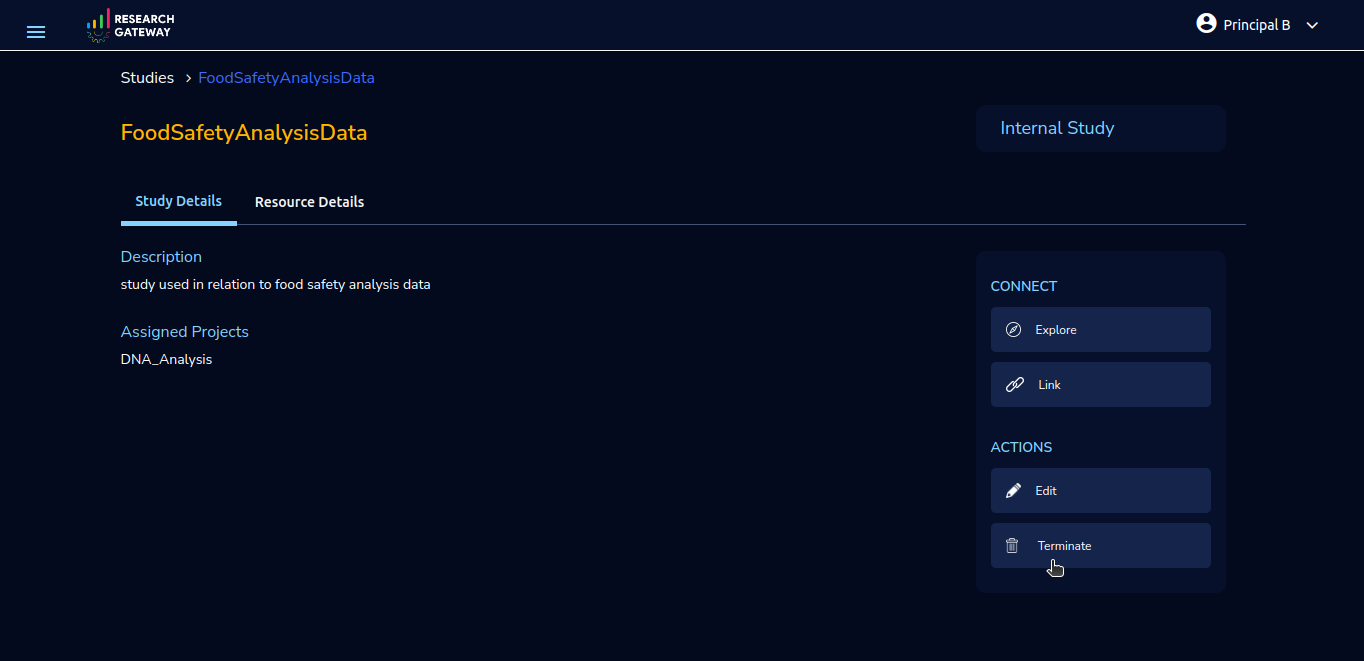 RESEARCH
GATEWAY
Principal B
Studies > FoodSafetyAnalysisData
FoodSafetyAnalysisData
Internal Study
Study Details
Resource Details
Description
study used in relation to food safety analysis data
Assigned Projects
DNA_Analysis
CONNECT
Explore
Link
ACTIONS
Edit
Terminate